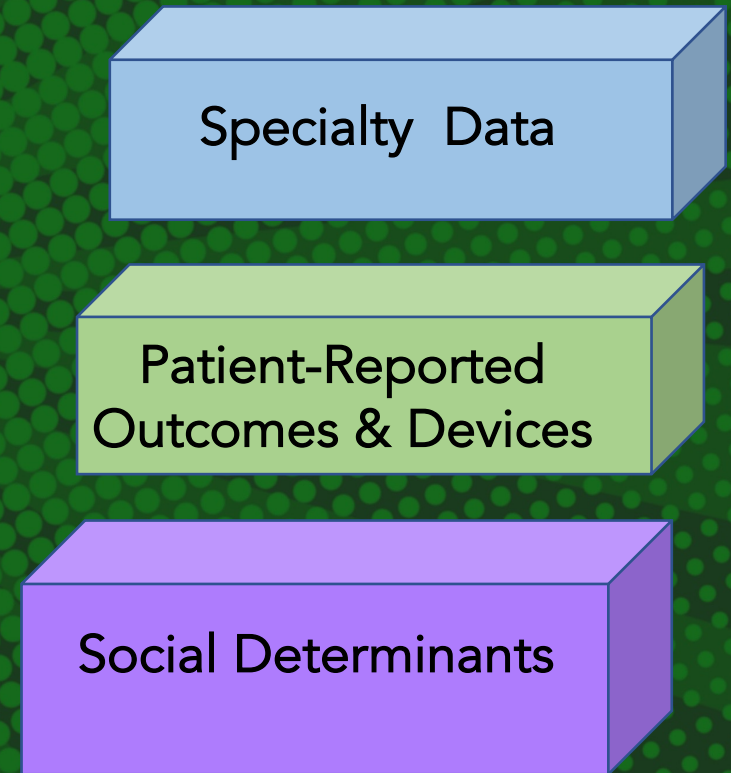 Specialty  Data
Patient-Reported
Outcomes & Devices
Social Determinants